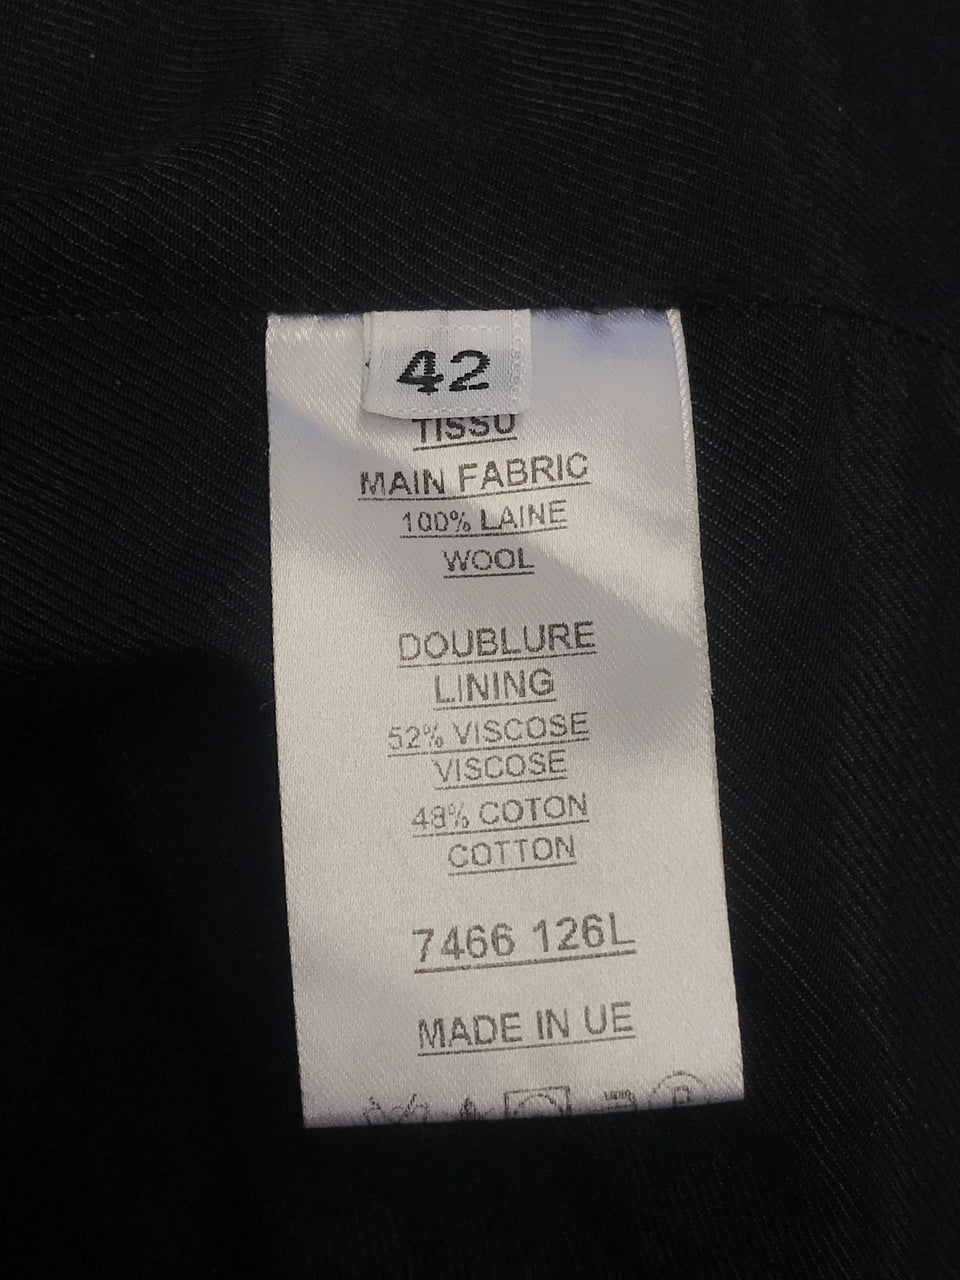 42
TISSU
MAIN FABRIC
100% LAINE
WOOL
DOUBLURE
LINING
52% VISCOSE
VISCOSE
48% COTON
COTTON
7466 126L
MADE IN UE
P